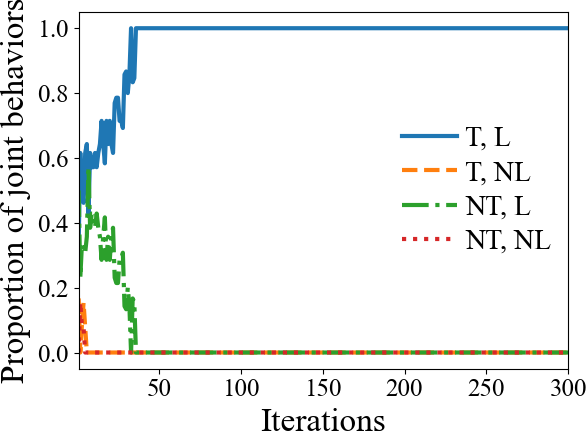 Proportion of joint behaviors
1.0
0.8
0.6
0.4
0.2
0.0
T, L
T, NL
NT, L
NT, NL
50
100
150
200
250
300
Iterations